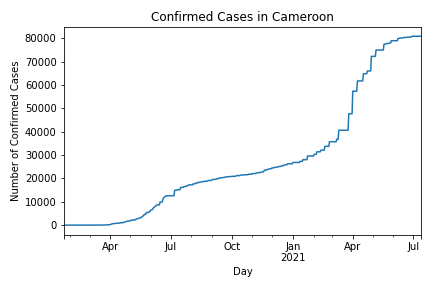 Confirmed Cases in Cameroon
Number of Confirmed Cases
80000
70000
60000
50000
40000
30000
20000
10000
0
Apr
Jul
Oct
Jan
2021
Apr
Jul
Day